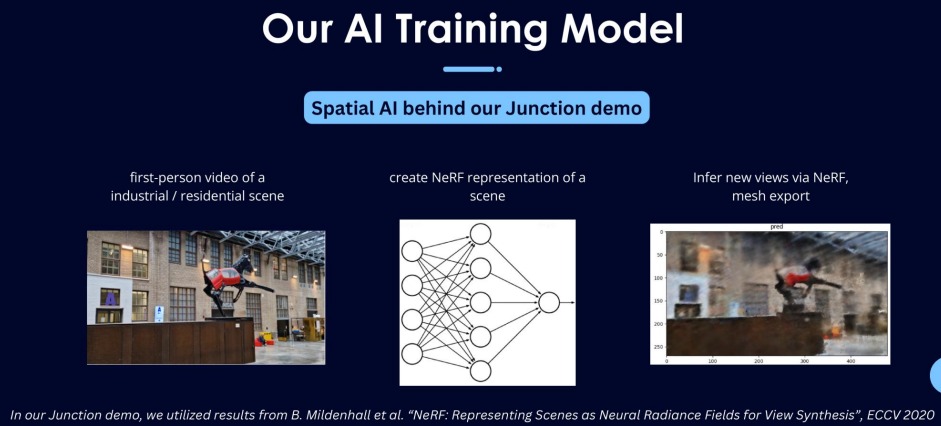 Our AI Training Model
Spatial AI behind our Junction demo
first-person video of a
industrial / residential scene
create NeRF representation of a
scene
Infer new views via NeRF,
mesh export
pred
0
50
100
150
200
250
0 100 200 300 400
In our Junction demo, we utilized results from B. Mildenhall et al. “NeRF: Representing Scenes as Neural Radiance Fields for View Synthesis”, ECCV 2020